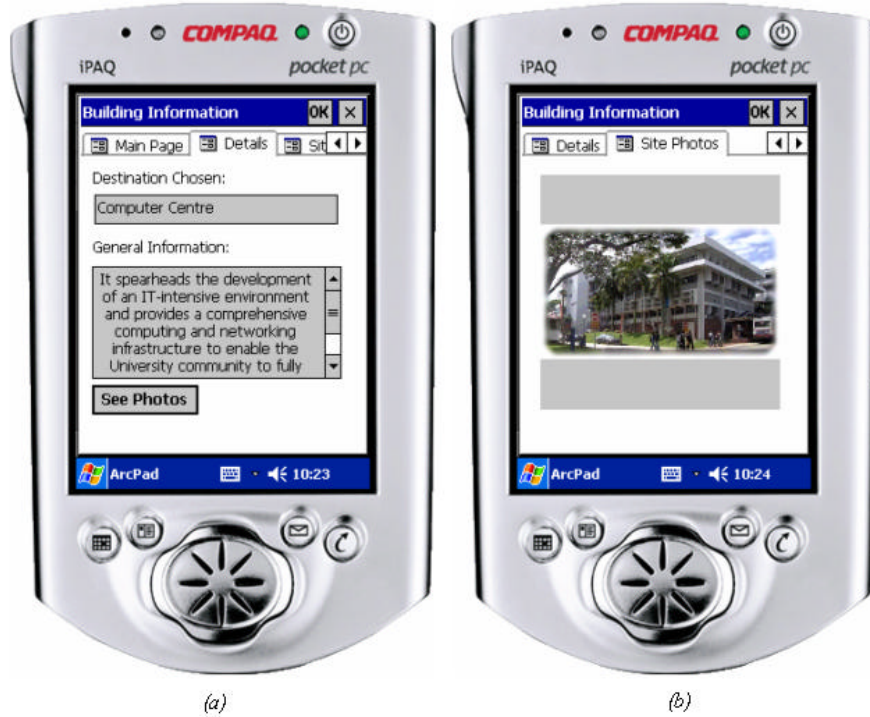 COMPAQ
iPAQ pocket pc
Building Information OK
Main Page Details Sit
Destination Chosen:
Computer Centre
General Information:
It spearheads the development
of an IT-intensive environment
and provides a comprehensive
computing and networking
infrastructure to enable the
University community to fully
See Photos
ArcPad 10:23
(a)
COMPAQ
iPAQ pocket pc
Building Information OK
Details Site Photos
ArcPad 10:24
(b)